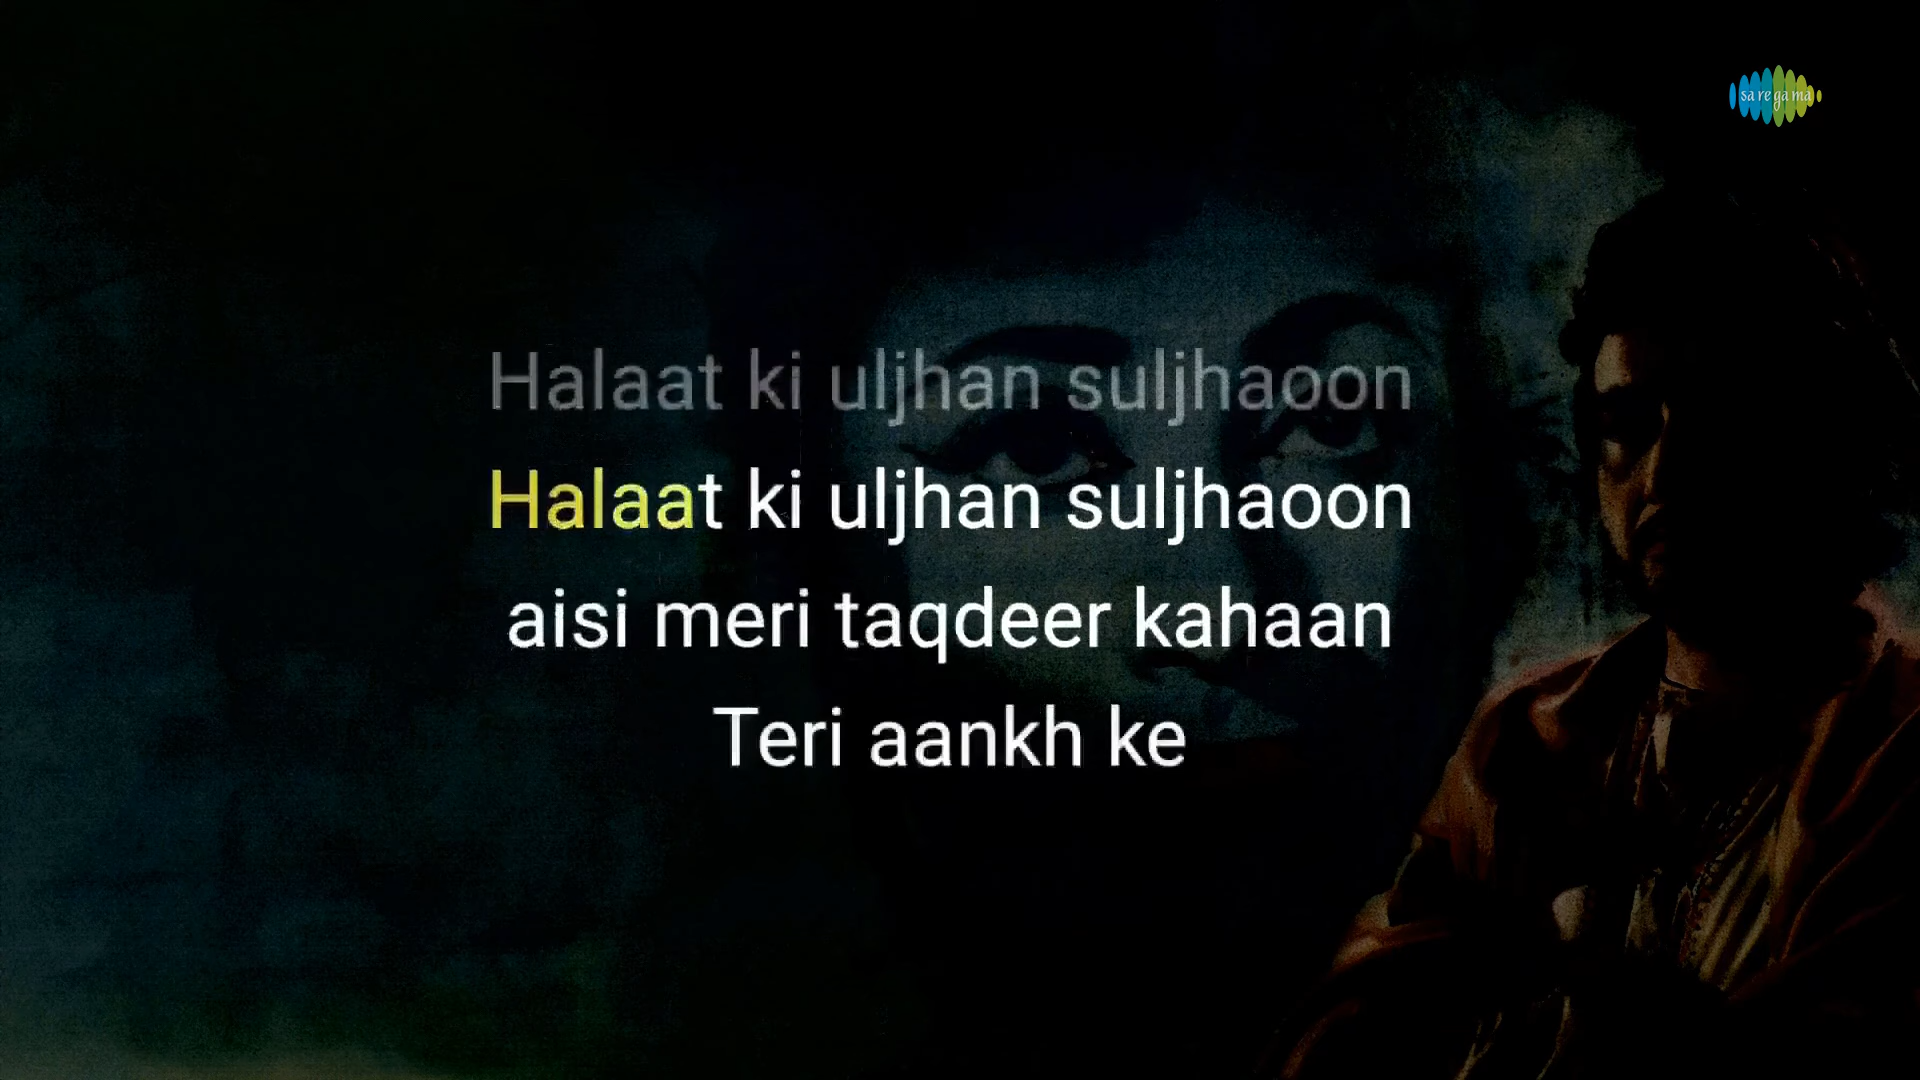 sa re ga ma
Halaat ki uljhan suljhaoon
Halaat ki uljhan suljhaoon
aisi meri taqdeer kahaan
Teri aankh ke